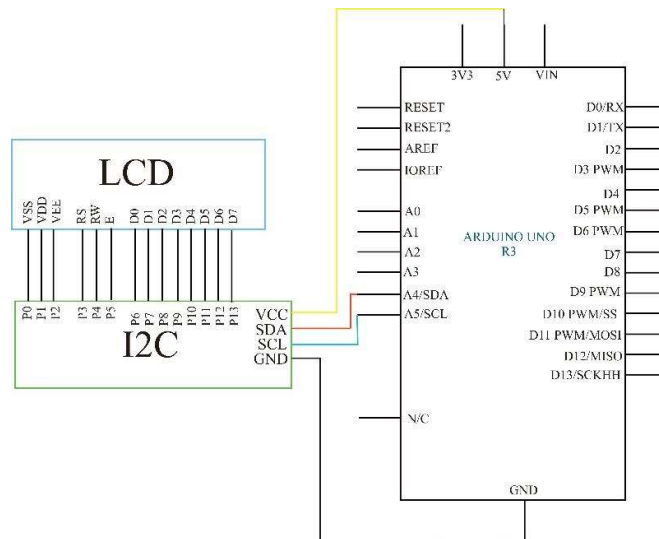 3V3 5V VIN
RESET
RESET2
AREF
IOREF
A0
A1
A2
A3
A4/SDA
A5/SCL
N/C
ARDUINO UNO
R3
D0/RX
D1/TX
D2
D3 PWM
D4
D5 PWM
D6 PWM
D7
D8
D9 PWM
D10 PWM/SS
D11 PWM/MOSI
D12/MISO
D13/SCKHH
GND
LCD
VSS VDD VEE RS RW E D0 D1 D2 D3 D4 D5 D6 D7
P0 P1 I2 P3 P4 P5 P6 P7 P8 P9 P10 P11 P12 P13
I2C
VCC
SDA
SCL
GND